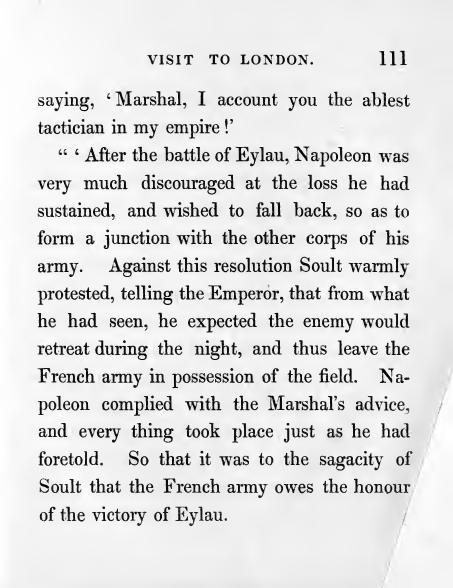 VISIT TO LONDON. 111
saying, ‘Marshal, I account you the ablest
tactician in my empire!’
“ ‘ After the battle of Eylau, Napoleon was
very much discouraged at the loss he had
sustained, and wished to fall back, so as to
form a junction with the other corps of his
army. Against this resolution Soult warmly
protested, telling the Emperor, that from what
he had seen, he expected the enemy would
retreat during the night, and thus leave the
French army in possession of the field. Na-
poleon complied with the Marshal’s advice,
and every thing took place just as he had
foretold. So that it was to the sagacity of
Soult that the French army owes the honour
of the victory of Eylau.